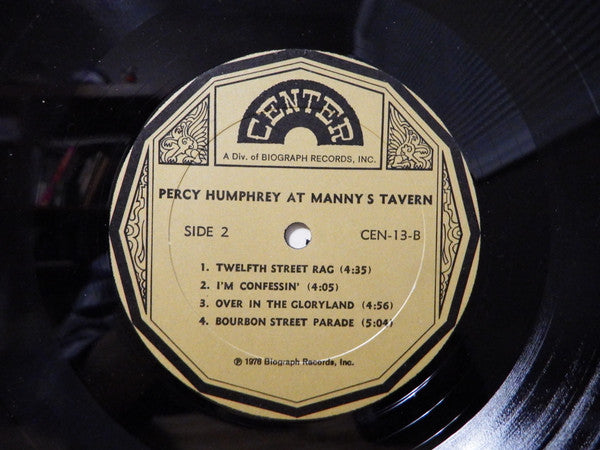 CENTER
A Div. of BIOGRAPH RECORDS, INC.
PERCY HUMPHREY AT MANNY S TAVERN
SIDE 2 CEN-13-B
1. TWELFTH STREET RAG (4:35)
2. I'M CONFESSIN' (4:05)
3. OVER IN THE GLORYLAND (4:56)
4. BOURBON STREET PARADE (5:04)
℗ 1976 Biograph Records, Inc.